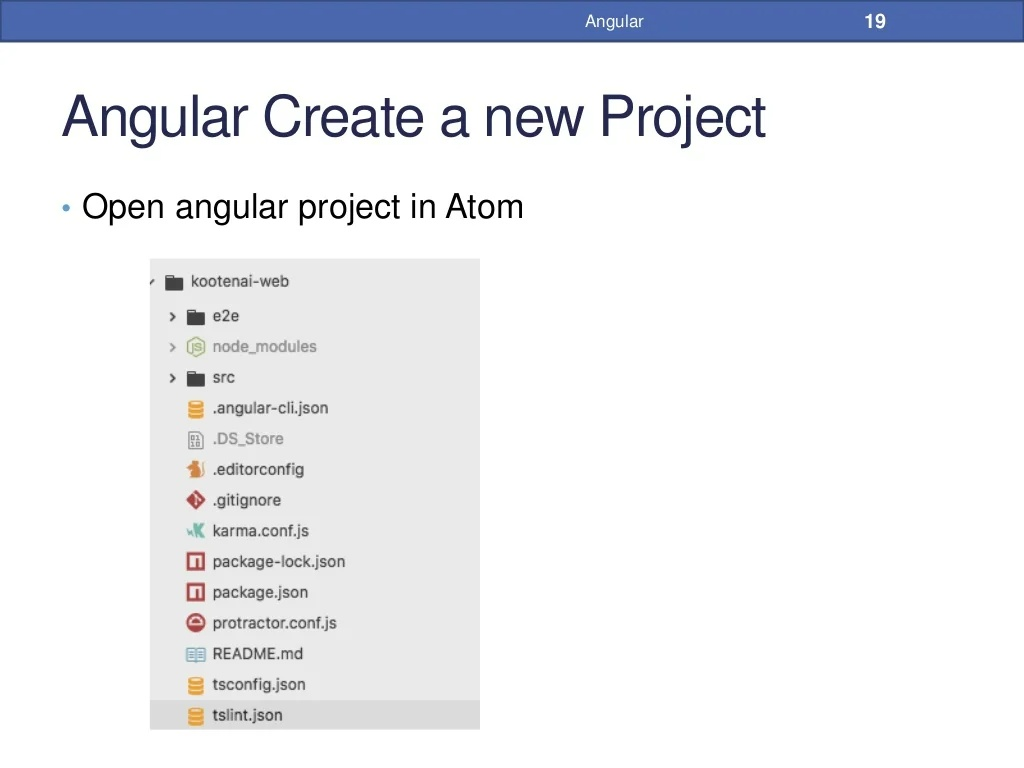 Angular
19
Angular Create a new Project
• Open angular project in Atom
kootenai-web
e2e
node_modules
src
.angular-cli.json
.DS_Store
.editorconfig
.gitignore
karma.conf.js
package-lock.json
package.json
protractor.conf.js
README.md
tsconfig.json
tslint.json